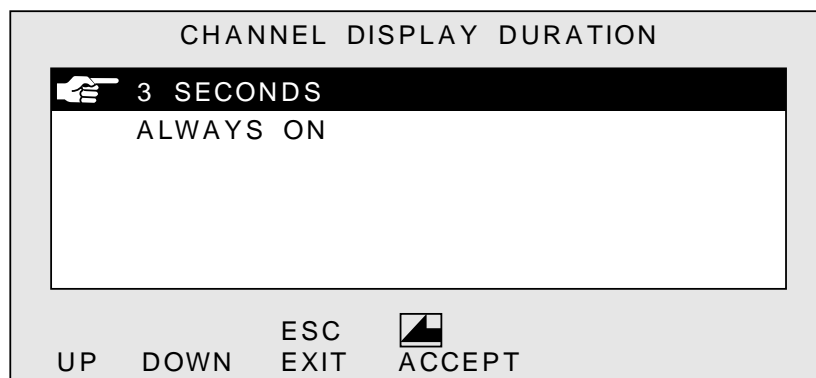 CHANNEL DISPLAY DURATION
3 SECONDS
ALWAYS ON
ESC
UP DOWN EXIT ACCEPT